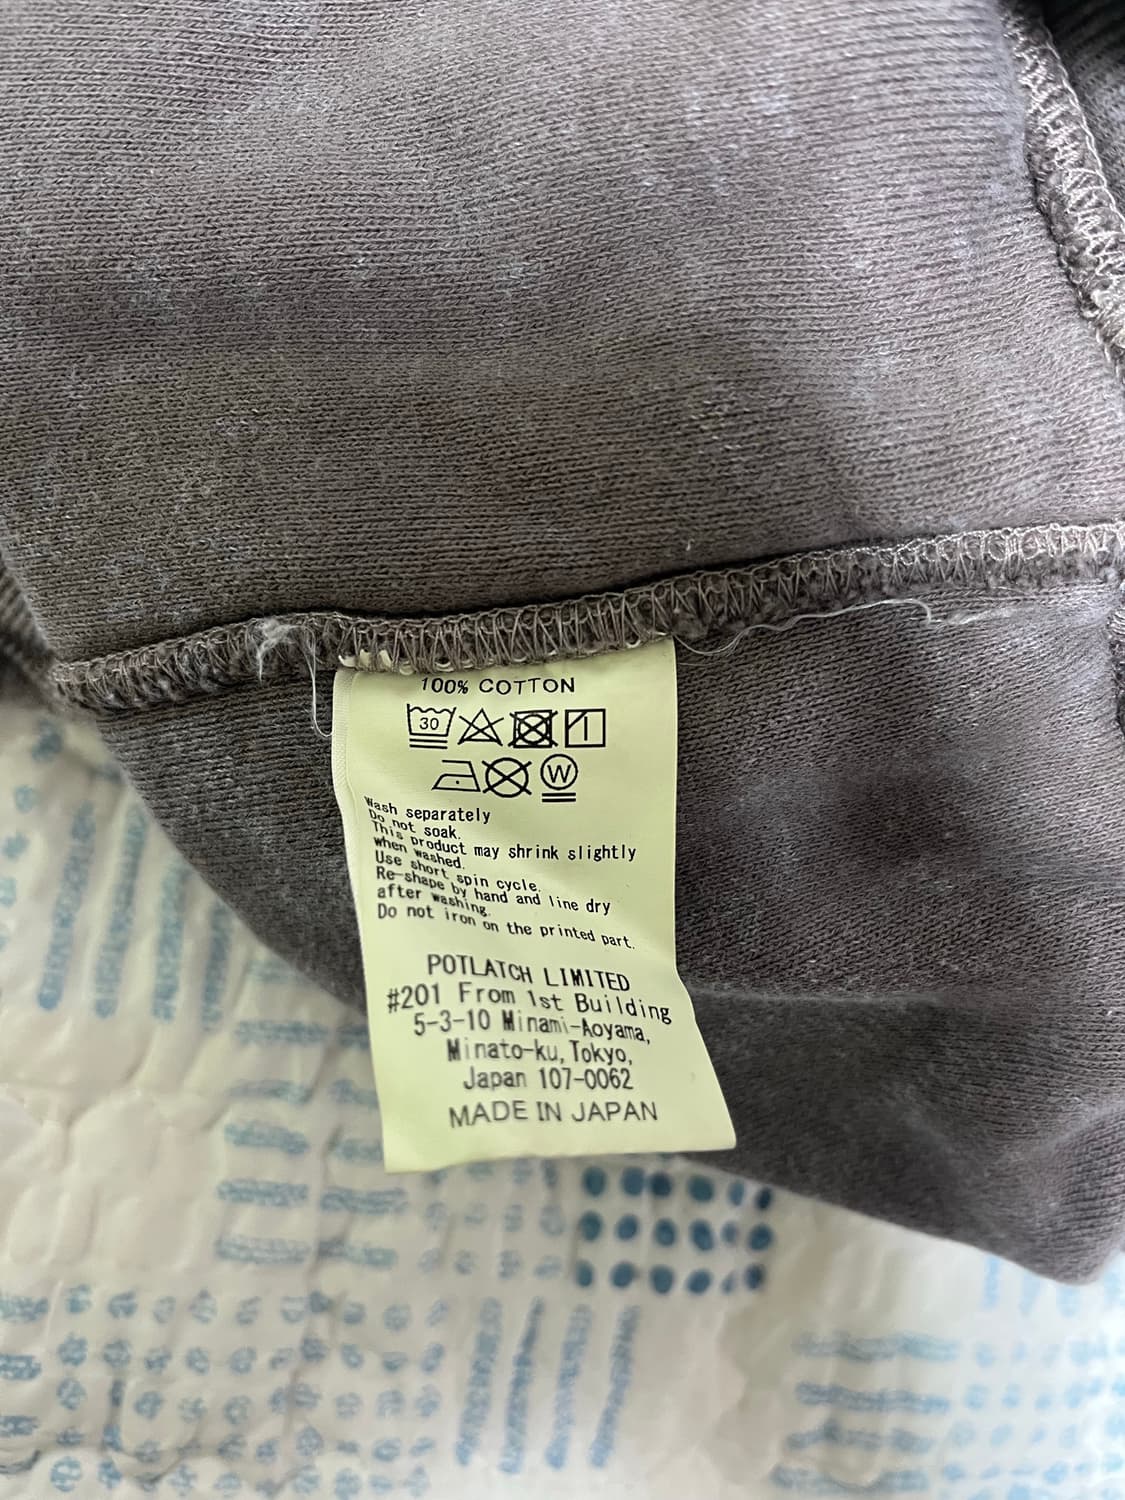 100% COTTON
30
W
Wash separately
Do not soak.
This product may shrink slightly
when washed.
Use short spin cycle.
Re-shape by hand and line dry
after washing.
Do not iron on the printed part.
POTLATCH LIMITED
#201 From 1st Building
5-3-10 Minami-Aoyama,
Minato-ku, Tokyo,
Japan 107-0062
MADE IN JAPAN